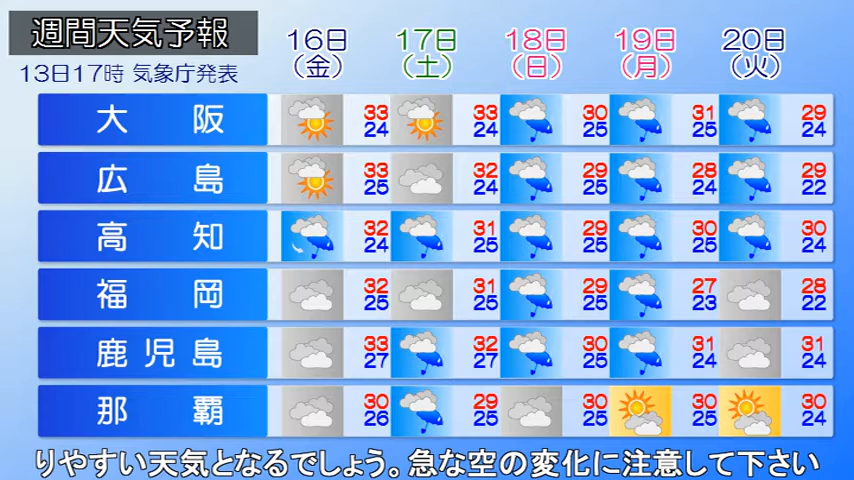 週間天気予報
13日17時 気象庁発表
16日 17日 18日 19日 20日
(金) (土) (日) (月) (火)
大阪 33 33 30 31 29
24 24 25 25 24
広島 33 32 29 28 29
25 24 25 24 22
高知 32 31 29 30 30
24 25 25 25 24
福岡 32 31 29 27 28
25 25 25 23 22
鹿児島 33 32 30 31 31
27 27 25 24 24
那覇 30 29 30 30 30
26 25 25 25 24
りやすい天気となるでしょう。急な空の変化に注意して下さい